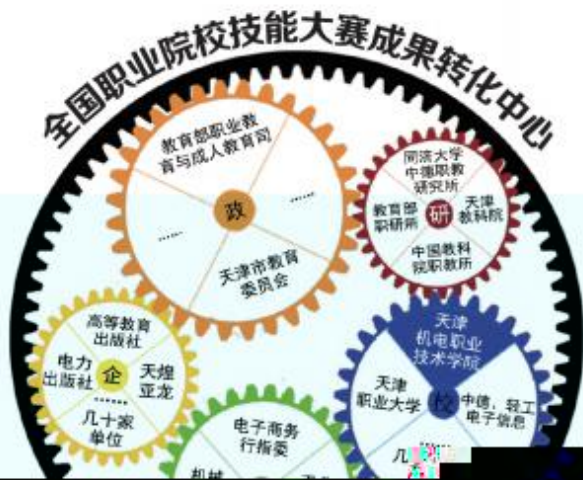 全国职业院校技能大赛成果转化中心
教育部职业教
育与成人教育司
......
政
......
天津市教育
委员会
同济大学
中德职教
研究所
教育部
职研所
研
天津
教科院
中国教科
院职教所
高等教育
出版社
电力
出版社
企
天煌
亚龙
......
几十家
单位
天津
机电职业
技术学院
天津
职业大学
校
中德，轻工
电子信息
......
几
电子商务
行指委
机械